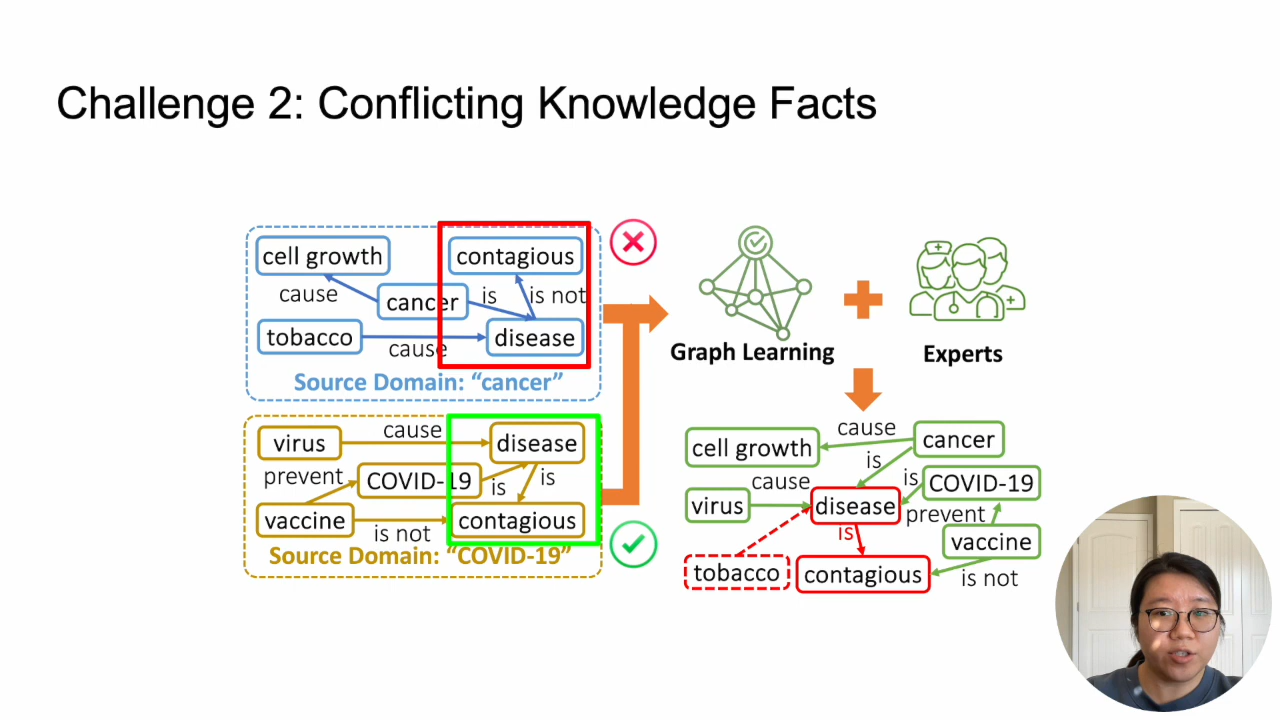 Challenge 2: Conflicting Knowledge Facts
cell growth
contagious
cause
cancer
is
is not
tobacco
cause
disease
Source Domain: “cancer”
virus
cause
disease
prevent
COVID-19
is
is
vaccine
is not
contagious
Source Domain: “COVID-19”
Graph Learning
Experts
cell growth
cause
cancer
is
virus
cause
disease
is
COVID-19
prevent
is
vaccine
tobacco
contagious
is not